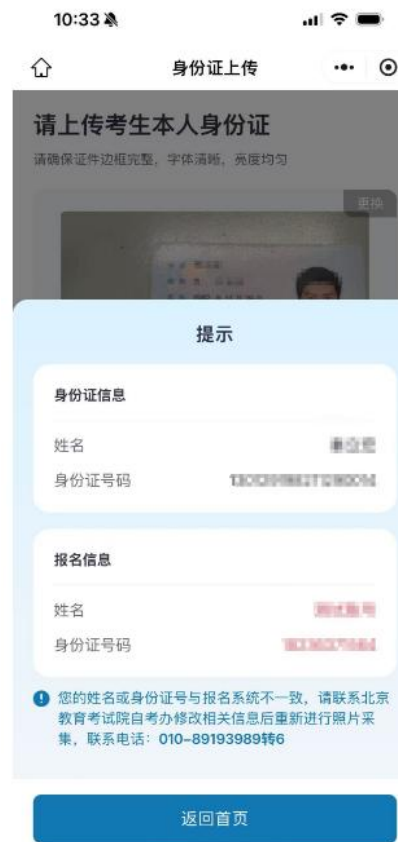 10:33
身份证上传
请上传考生本人身份证
请确保证件边框完整，字体清晰，亮度均匀
更换
提示
身份证信息
姓名
身份证号码
报名信息
姓名
身份证号码
您的姓名或身份证号与报名系统不一致，请联系北京
教育考试院自考办修改相关信息后重新进行照片采
集，联系电话：010-89193989转6
返回首页